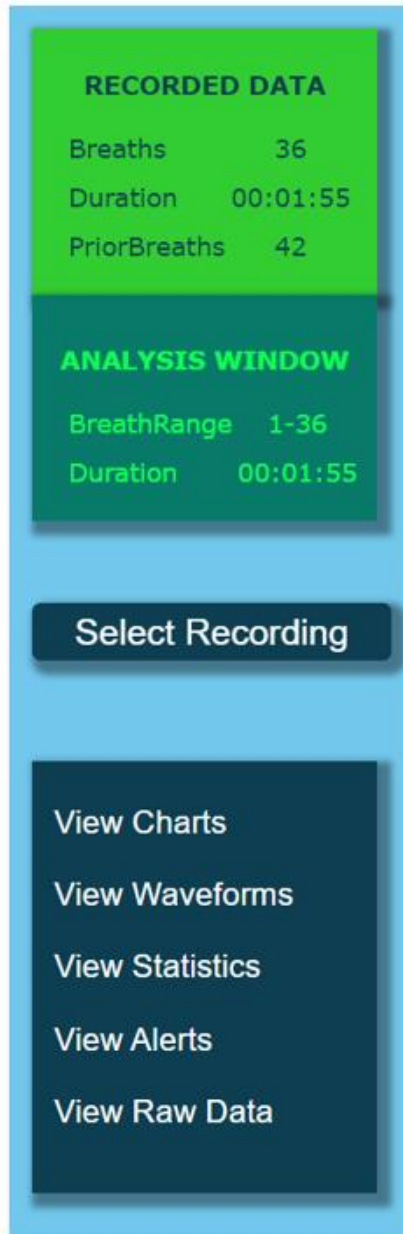 RECORDED DATA
Breaths 36
Duration 00:01:55
PriorBreaths 42
ANALYSIS WINDOW
BreathRange 1-36
Duration 00:01:55
Select Recording
View Charts
View Waveforms
View Statistics
View Alerts
View Raw Data